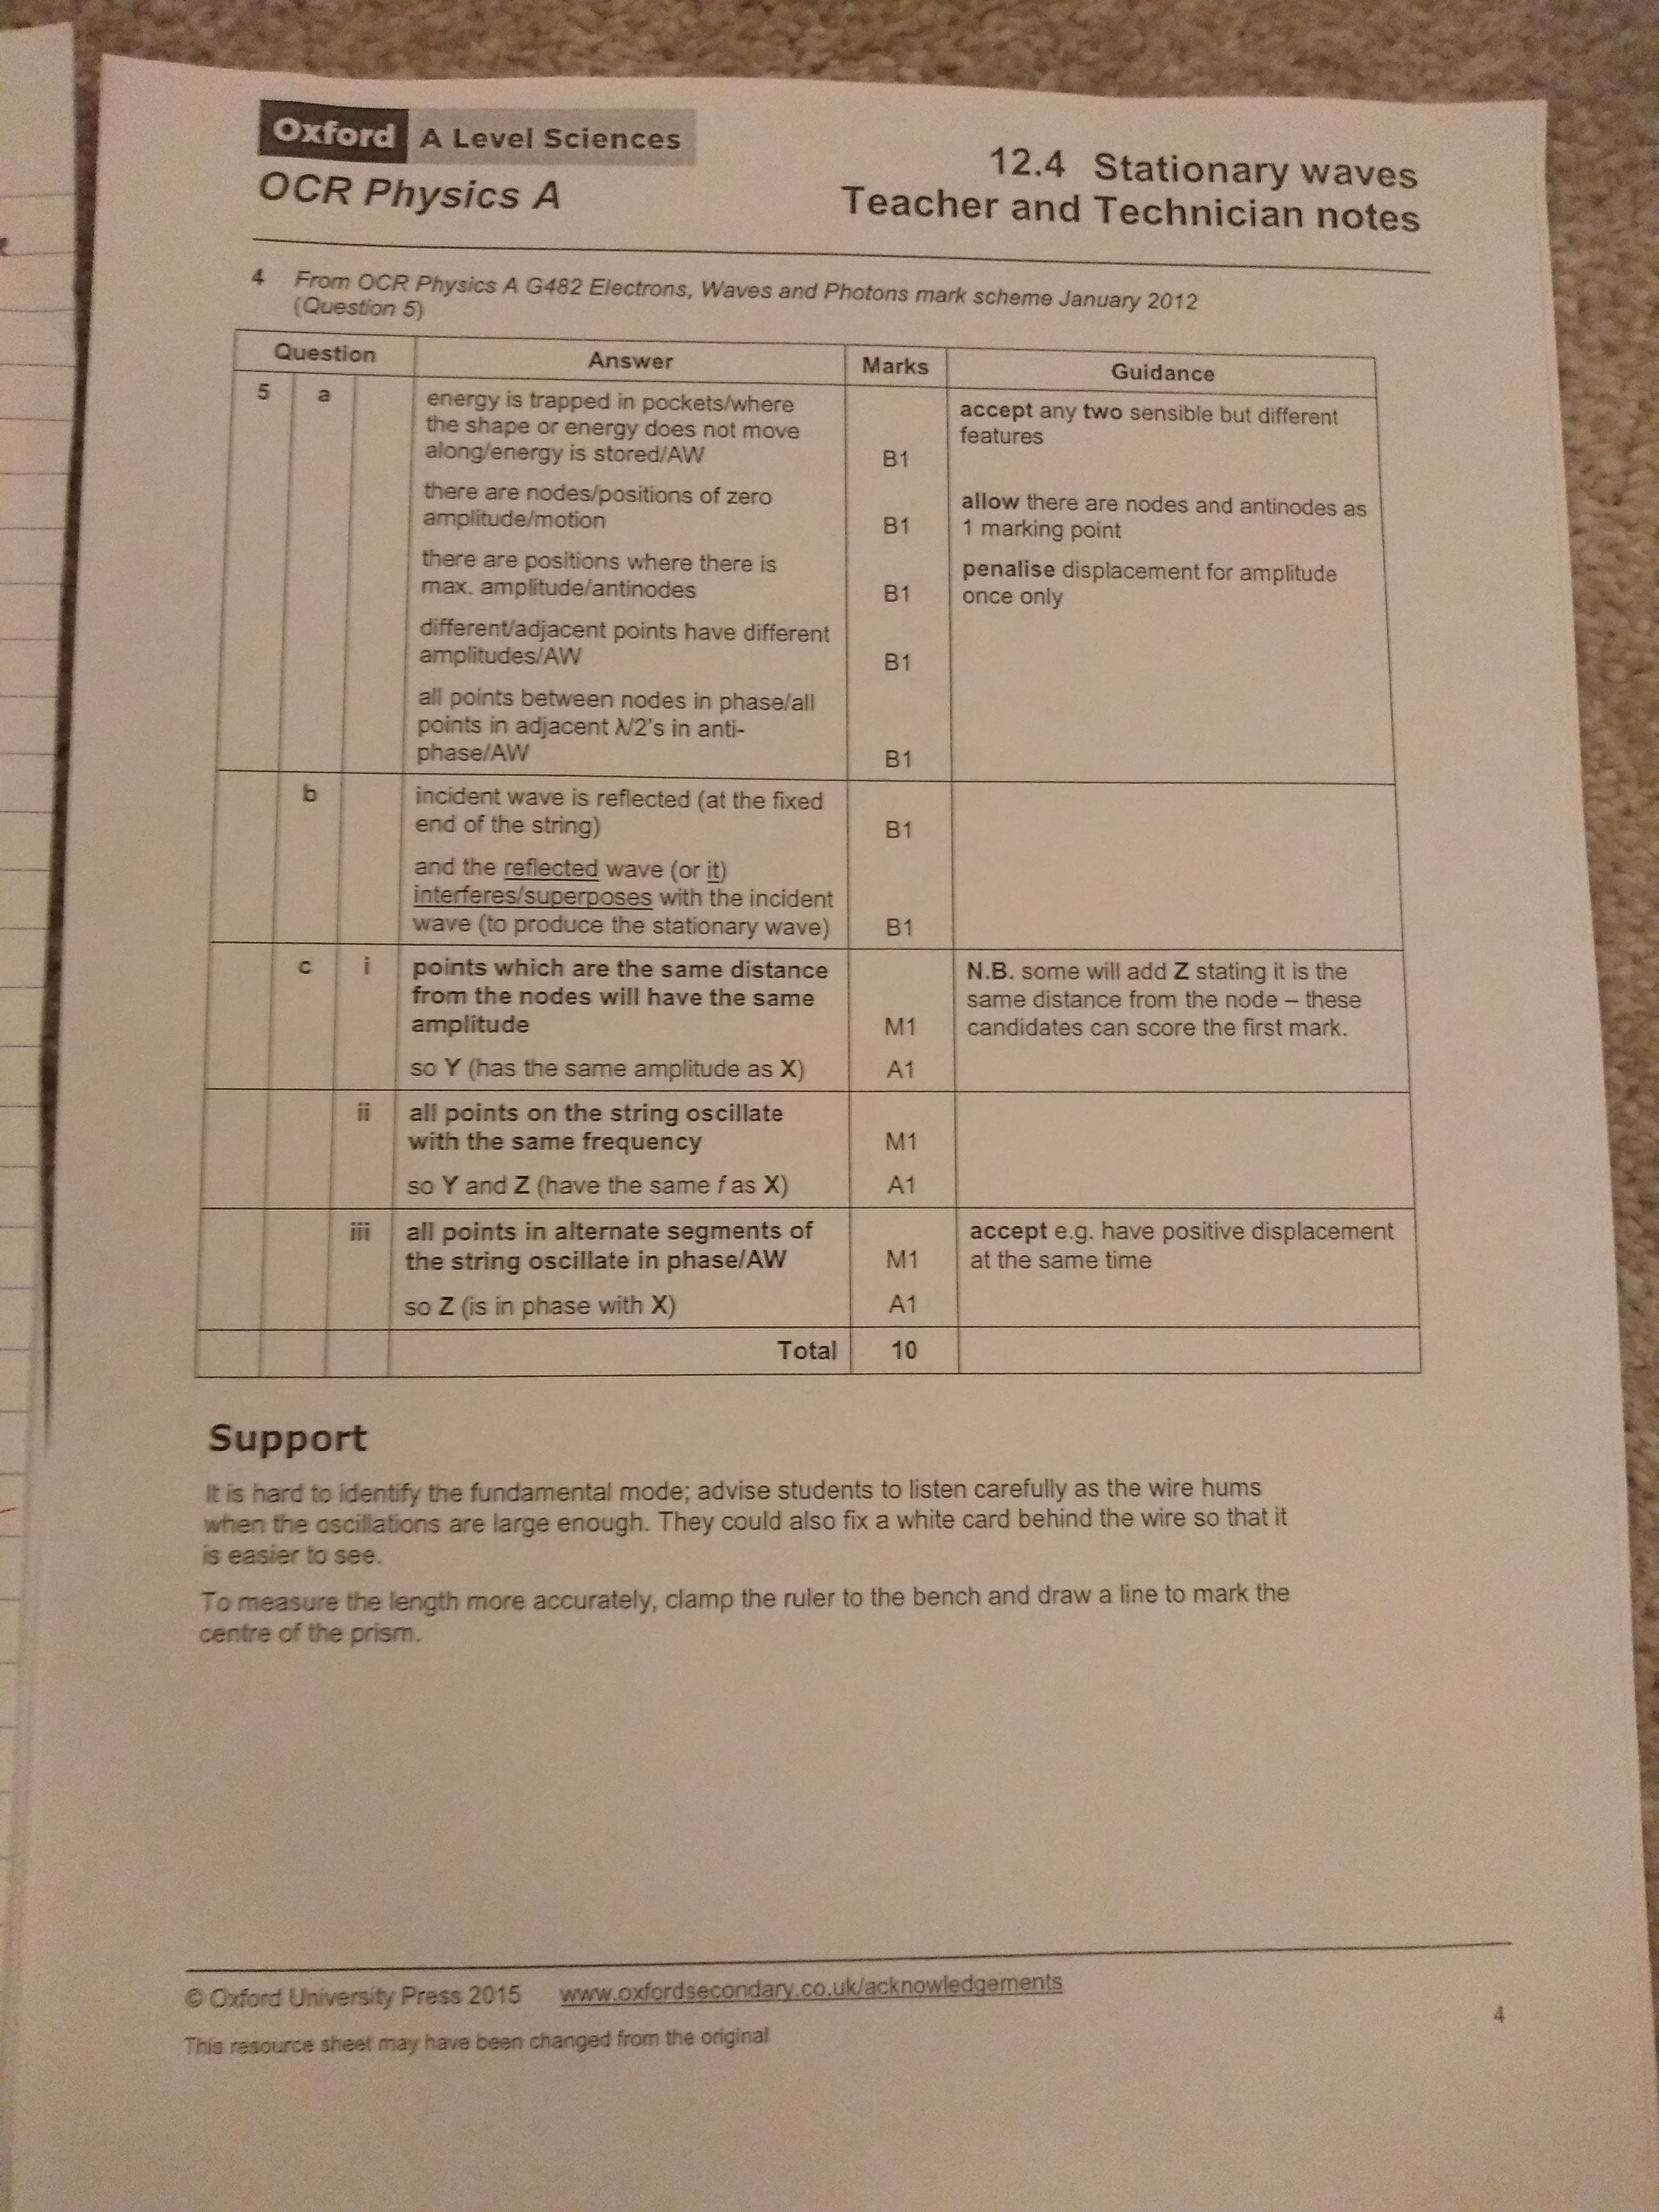 Oxford A Level Sciences
OCR Physics A
12.4 Stationary waves
Teacher and Technician notes
4 From OCR Physics A G482 Electrons, Waves and Photons mark scheme January 2012
(Question 5)
Question Answer Marks Guidance
5 a energy is trapped in pockets/where
the shape or energy does not move
along/energy is stored/AW B1
accept any two sensible but different
features
there are nodes/positions of zero
amplitude/motion B1
allow there are nodes and antinodes as
1 marking point
there are positions where there is
max. amplitude/antinodes B1
penalise displacement for amplitude
once only
different/adjacent points have different
amplitudes/AW B1
all points between nodes in phase/all
points in adjacent λ/2's in anti-
phase/AW B1
b incident wave is reflected (at the fixed
end of the string) B1
and the reflected wave (or it)
interferes/superposes with the incident
wave (to produce the stationary wave) B1
c i points which are the same distance
from the nodes will have the same
amplitude M1
N.B. some will add Z stating it is the
same distance from the node – these
candidates can score the first mark.
so Y (has the same amplitude as X) A1
ii all points on the string oscillate
with the same frequency M1
so Y and Z (have the same f as X) A1
iii all points in alternate segments of
the string oscillate in phase/AW M1
accept e.g. have positive displacement
at the same time
so Z (is in phase with X) A1
Total 10
Support
It is hard to identify the fundamental mode; advise students to listen carefully as the wire hums
when the oscillations are large enough. They could also fix a white card behind the wire so that it
is easier to see.
To measure the length more accurately, clamp the ruler to the bench and draw a line to mark the
centre of the prism.
© Oxford University Press 2015 www.oxfordsecondary.co.uk/acknowledgements
This resource sheet may have been changed from the original
4